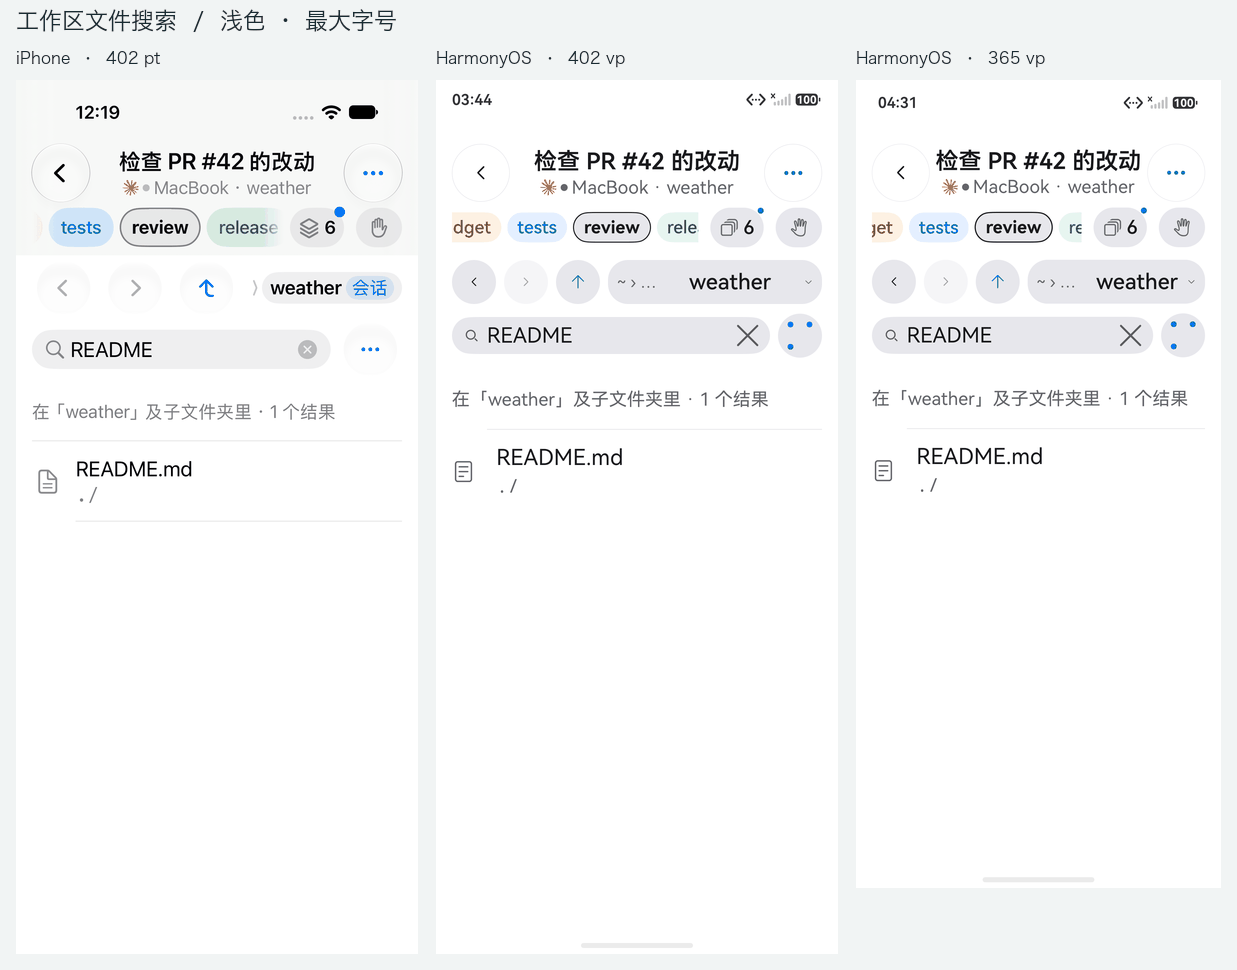 工作区文件搜索 / 浅色 · 最大字号
iPhone · 402 pt
12:19
检查 PR #42 的改动
MacBook · weather
tests review release 6
weather 会话
README
在「weather」及子文件夹里 · 1 个结果
README.md
./
HarmonyOS · 402 vp
03:44
100
检查 PR #42 的改动
MacBook · weather
dget tests review rele 6
~ › … weather
README
在「weather」及子文件夹里 · 1 个结果
README.md
./
HarmonyOS · 365 vp
04:31
100
检查 PR #42 的改动
MacBook · weather
get tests review re 6
~ › … weather
README
在「weather」及子文件夹里 · 1 个结果
README.md
./